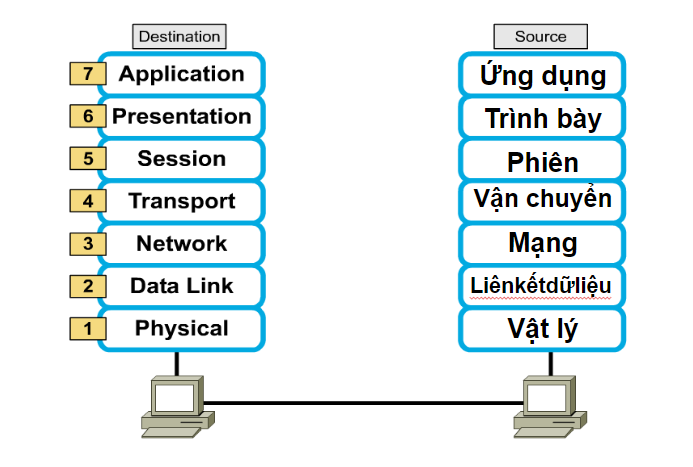 Destination
7 Application
6 Presentation
5 Session
4 Transport
3 Network
2 Data Link
1 Physical
Source
Ứng dụng
Trình bày
Phiên
Vận chuyển
Mạng
Liênkếtdữliệu
Vật lý